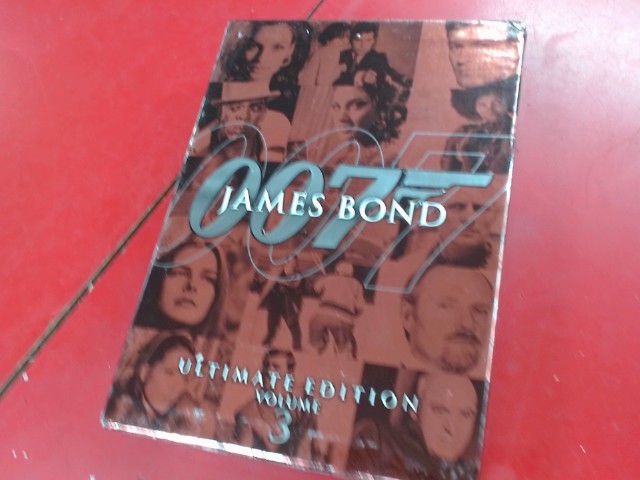 007
JAMES BOND
ULTIMATE EDITION
VOLUME
3